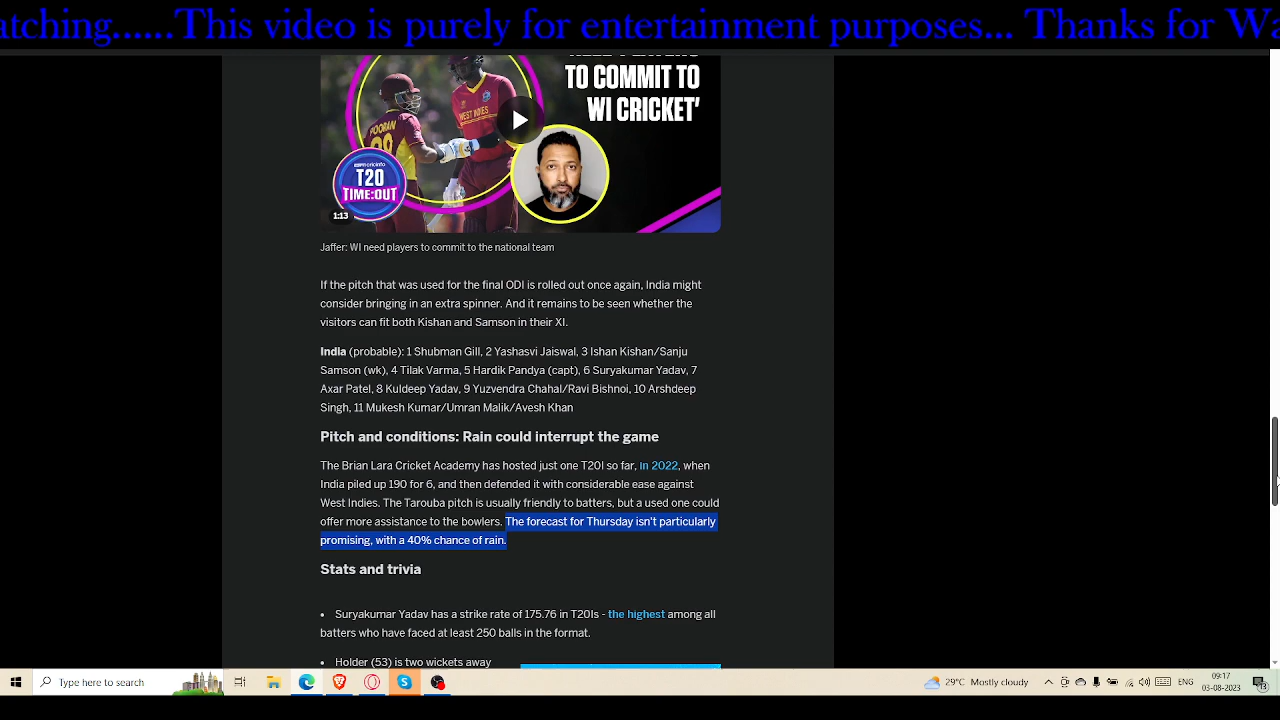 atching......This video is purely for entertainment purposes... Thanks for Wa
TO COMMIT TO
WI CRICKET'
POORAN
WEST INDIES
ESPNcricinfo
T20
TIME:OUT
1:13
Jaffer: WI need players to commit to the national team
If the pitch that was used for the final ODI is rolled out once again, India might
consider bringing in an extra spinner. And it remains to be seen whether the
visitors can fit both Kishan and Samson in their XI.
India (probable): 1 Shubman Gill, 2 Yashasvi Jaiswal, 3 Ishan Kishan/Sanju
Samson (wk), 4 Tilak Varma, 5 Hardik Pandya (capt), 6 Suryakumar Yadav, 7
Axar Patel, 8 Kuldeep Yadav, 9 Yuzvendra Chahal/Ravi Bishnoi, 10 Arshdeep
Singh, 11 Mukesh Kumar/Umran Malik/Avesh Khan
Pitch and conditions: Rain could interrupt the game
The Brian Lara Cricket Academy has hosted just one T20I so far, in 2022, when
India piled up 190 for 6, and then defended it with considerable ease against
West Indies. The Tarouba pitch is usually friendly to batters, but a used one could
offer more assistance to the bowlers. The forecast for Thursday isn't particularly
promising, with a 40% chance of rain.
Stats and trivia
• Suryakumar Yadav has a strike rate of 175.76 in T20Is - the highest among all
batters who have faced at least 250 balls in the format.
• Holder (53) is two wickets away
Type here to search
29°C Mostly cloudy
ENG
09:17
03-08-2023